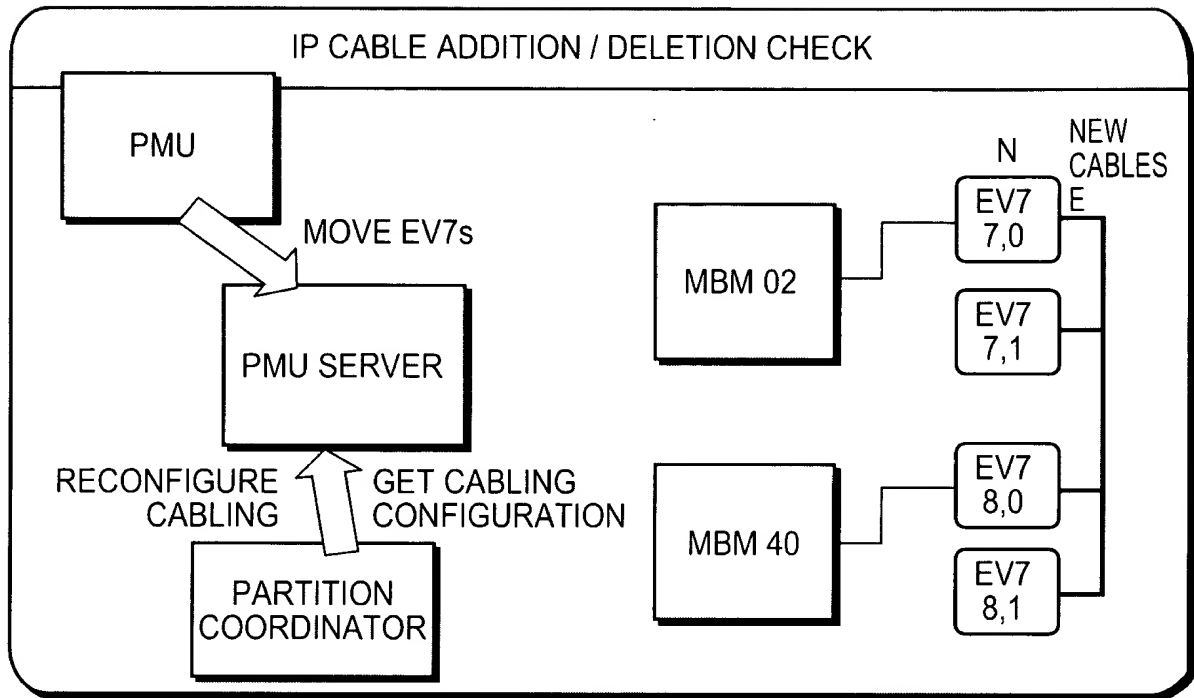 IP CABLE ADDITION / DELETION CHECK
PMU
MOVE EV7s
PMU SERVER
RECONFIGURE
CABLING
GET CABLING
CONFIGURATION
PARTITION
COORDINATOR
MBM 02
MBM 40
N
NEW
CABLES
E
EV7
7,0
EV7
7,1
EV7
8,0
EV7
8,1